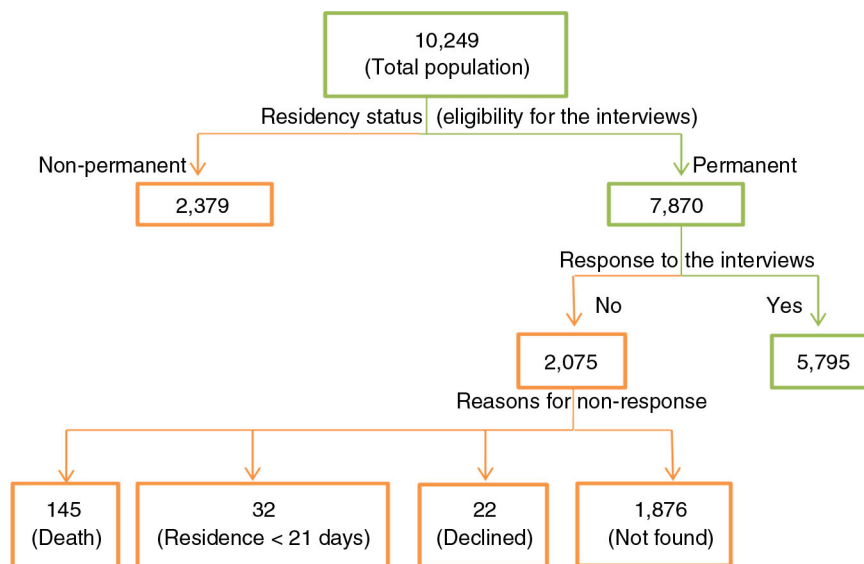 10,249
(Total population)
Residency status (eligibility for the interviews)
Non-permanent
Permanent
2,379
7,870
Response to the interviews
No
Yes
2,075
5,795
Reasons for non-response
145
(Death)
32
(Residence < 21 days)
22
(Declined)
1,876
(Not found)